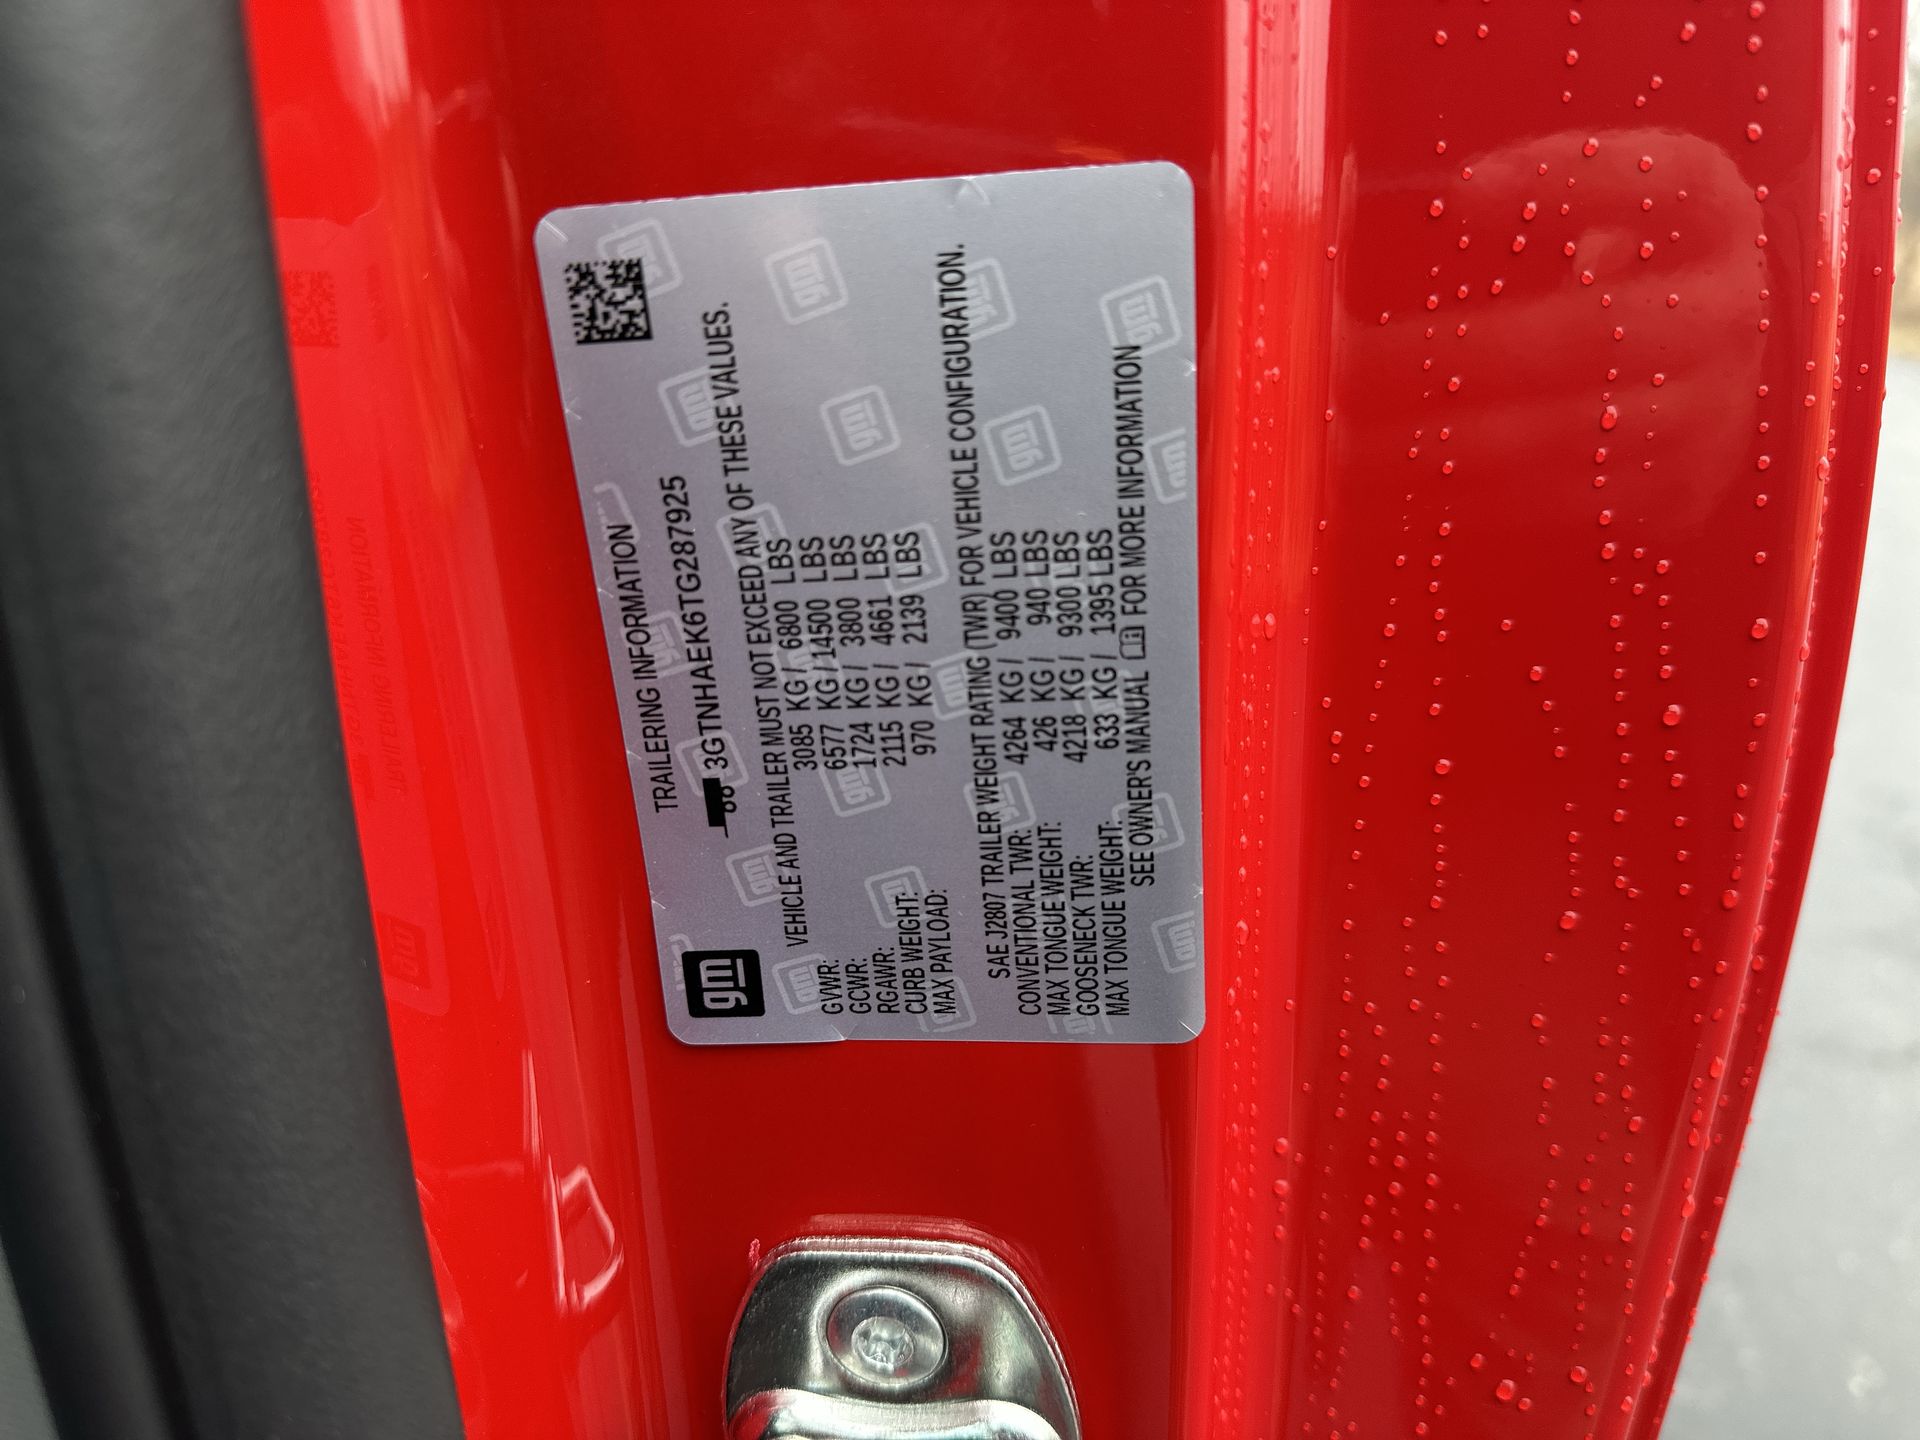 gm
TRAILERING INFORMATION
3GTNHAEK6TG287925
VEHICLE AND TRAILER MUST NOT EXCEED ANY OF THESE VALUES.
GVWR: 3085 KG / 6800 LBS
GCWR: 6577 KG / 14500 LBS
RGAWR: 1724 KG / 3800 LBS
CURB WEIGHT: 2115 KG / 4661 LBS
MAX PAYLOAD: 970 KG / 2139 LBS
SAE J2807 TRAILER WEIGHT RATING (TWR) FOR VEHICLE CONFIGURATION.
CONVENTIONAL TWR: 4264 KG / 9400 LBS
MAX TONGUE WEIGHT: 426 KG / 940 LBS
GOOSENECK TWR: 4218 KG / 9300 LBS
MAX TONGUE WEIGHT: 633 KG / 1395 LBS
SEE OWNER'S MANUAL FOR MORE INFORMATION